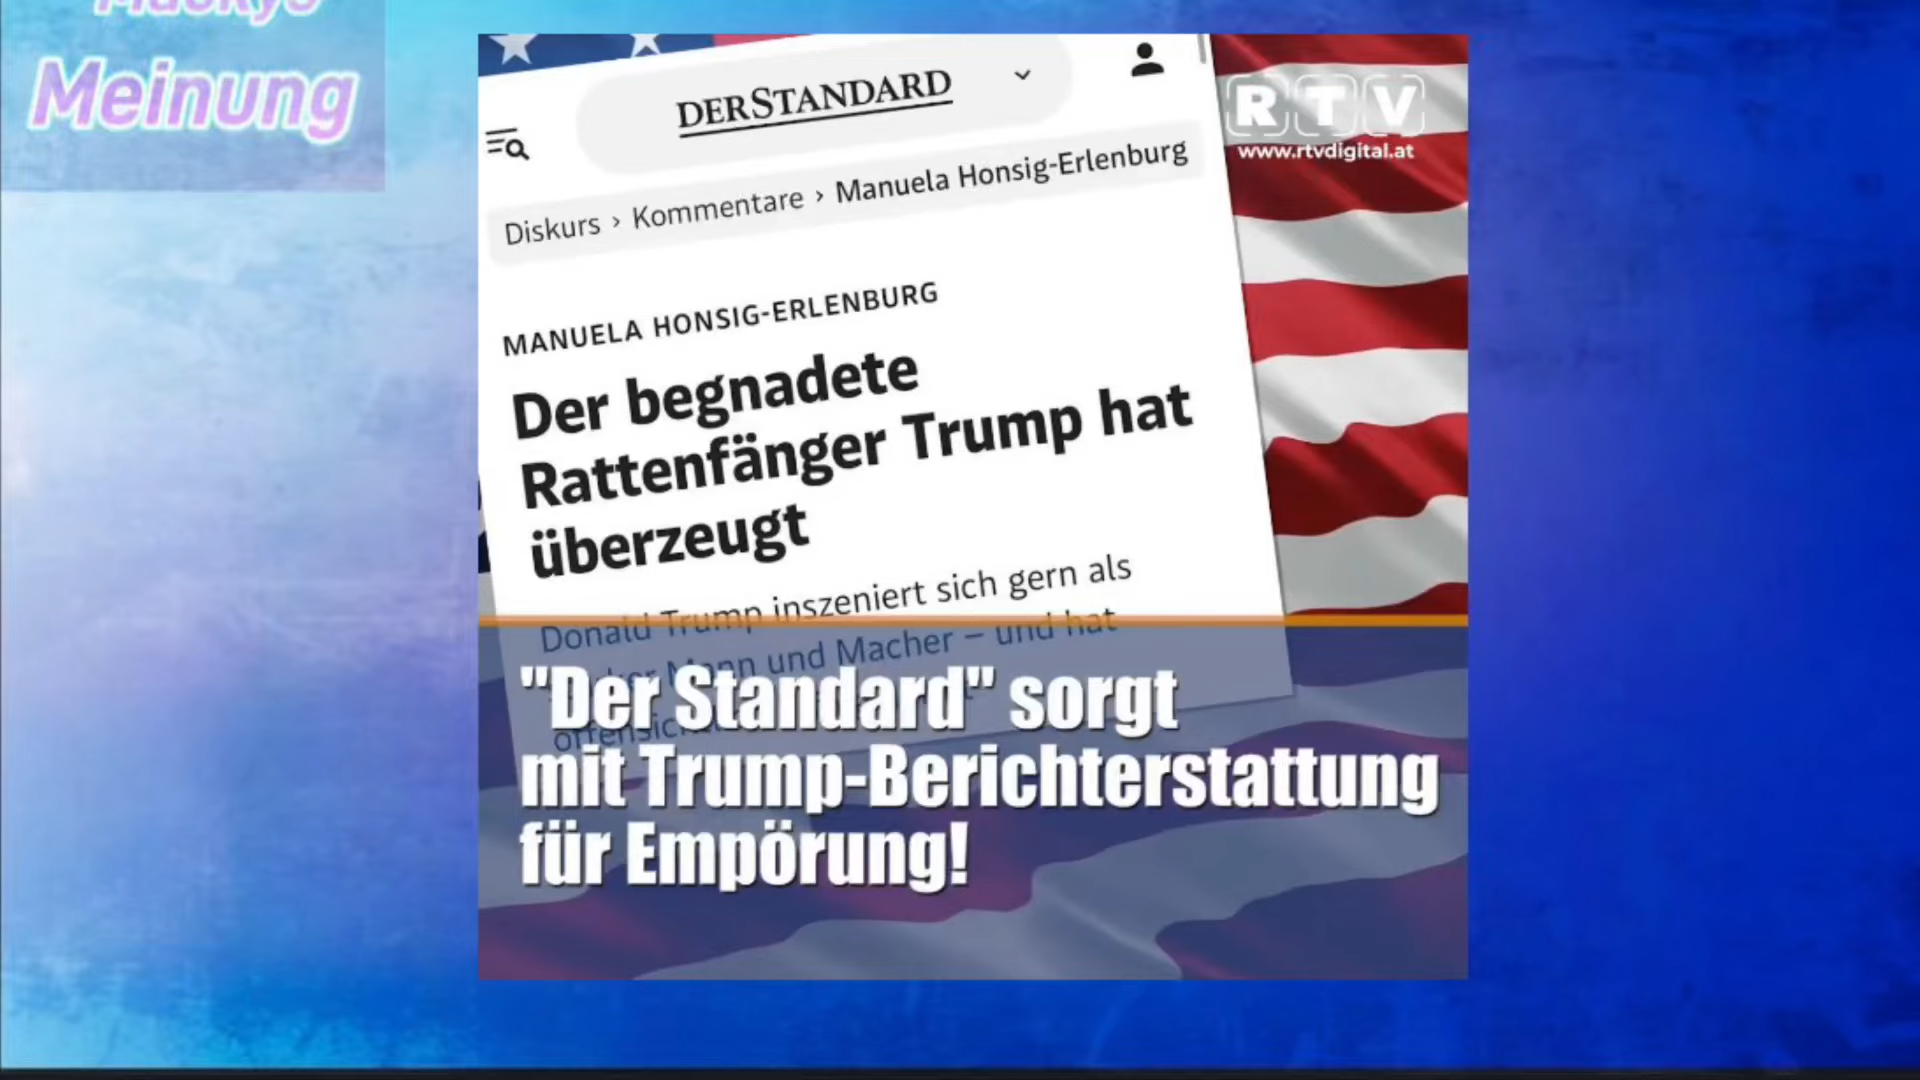 Meinung
DERSTANDARD
RTV
www.rtvdigital.at
Diskurs › Kommentare › Manuela Honsig-Erlenburg
MANUELA HONSIG-ERLENBURG
Der begnadete
Rattenfänger Trump hat
überzeugt
Donald Trump inszeniert sich gern als
Mann und Macher – und hat
"Der Standard" sorgt
mit Trump-Berichterstattung
für Empörung!